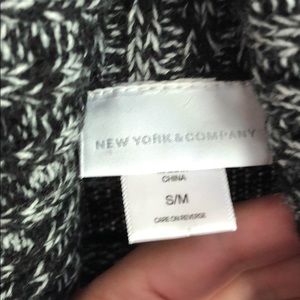 NEW YORK & COMPANY
CHINA
S/M
CARE ON REVERSE